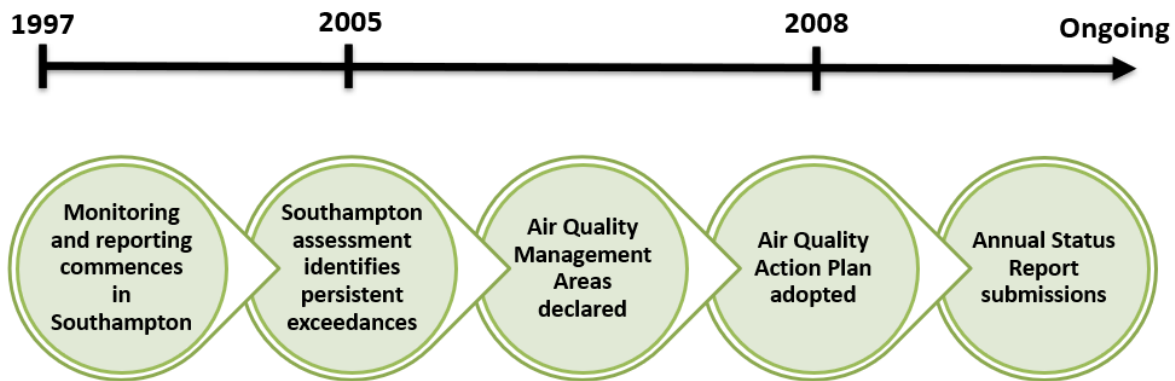 1997
2005
2008
Ongoing
Monitoring
and reporting
commences
in
Southampton
Southampton
assessment
identifies
persistent
exceedances
Air Quality
Management
Areas
declared
Air Quality
Action Plan
adopted
Annual Status
Report
submissions